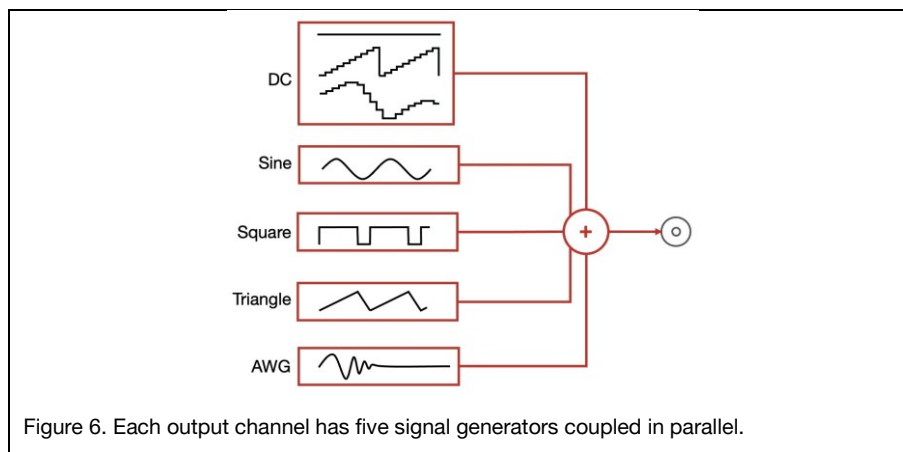 DC
Sine
Square
+
Triangle
AWG
Figure 6. Each output channel has five signal generators coupled in parallel.